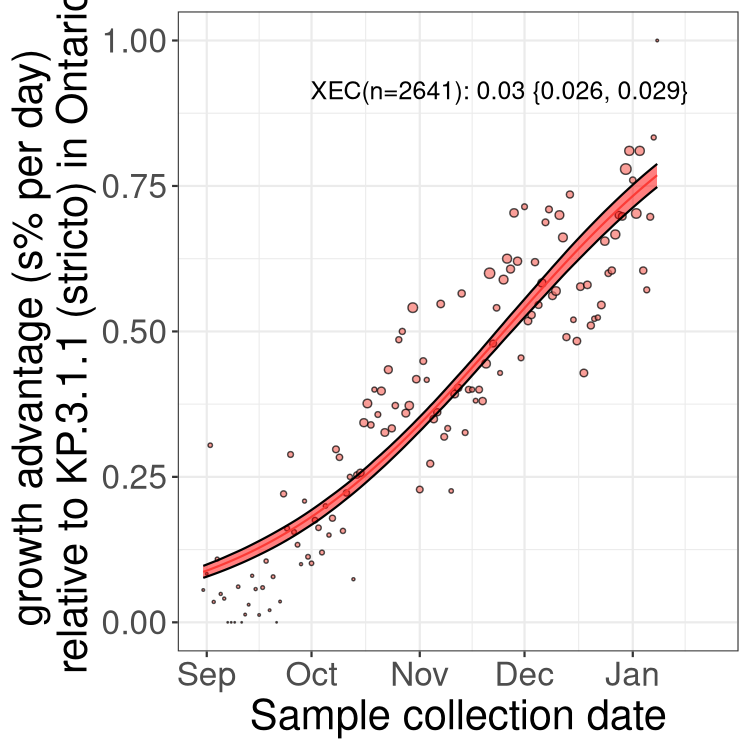 growth advantage (s% per day)
relative to KP.3.1.1 (stricto) in Ontario
1.00
0.75
0.50
0.25
0.00
XEC(n=2641): 0.03 {0.026, 0.029}
Sep Oct Nov Dec Jan
Sample collection date